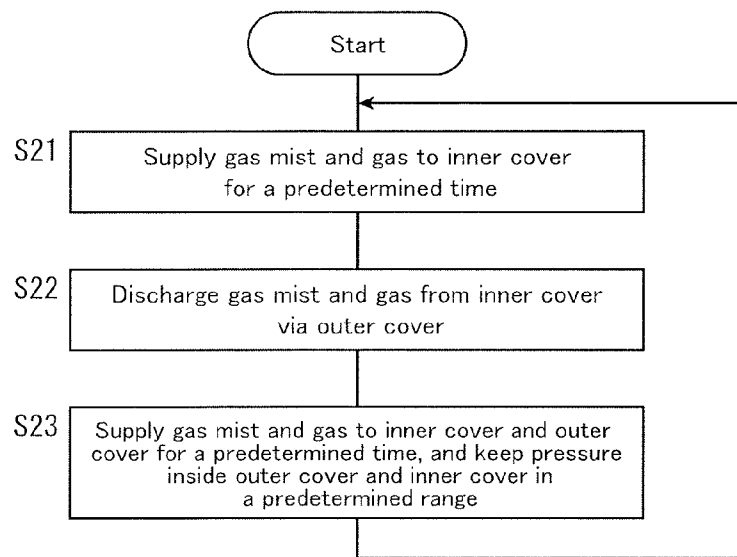 Start
S21
Supply gas mist and gas to inner cover
for a predetermined time
S22
Discharge gas mist and gas from inner cover
via outer cover
S23
Supply gas mist and gas to inner cover and outer
cover for a predetermined time, and keep pressure
inside outer cover and inner cover in
a predetermined range